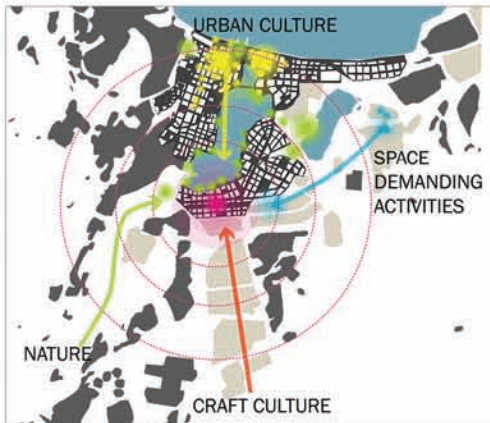 URBAN CULTURE
SPACE
DEMANDING
ACTIVITIES
NATURE
CRAFT CULTURE